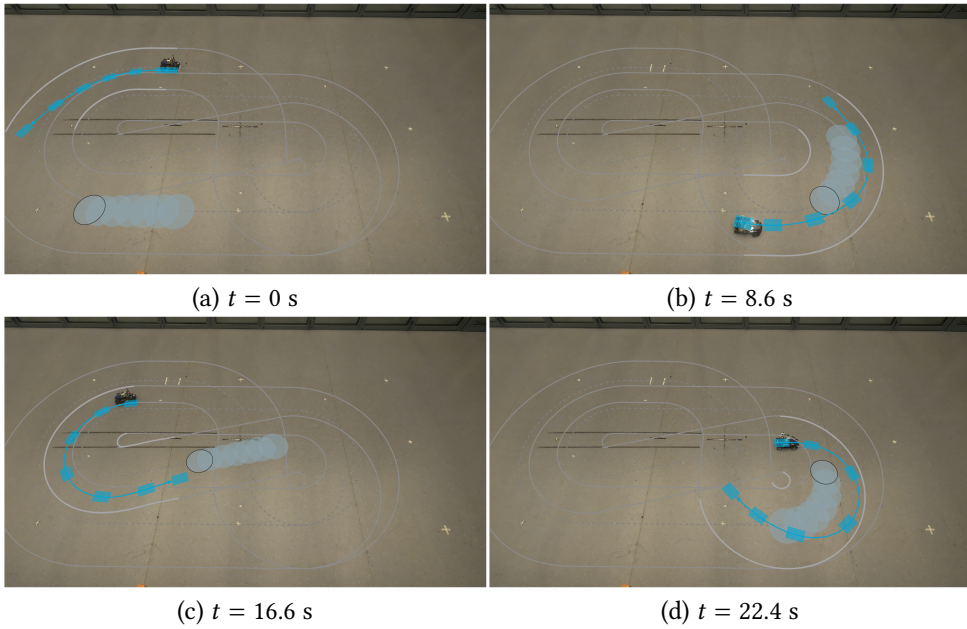 (a) t = 0 s
(b) t = 8.6 s
(c) t = 16.6 s
(d) t = 22.4 s